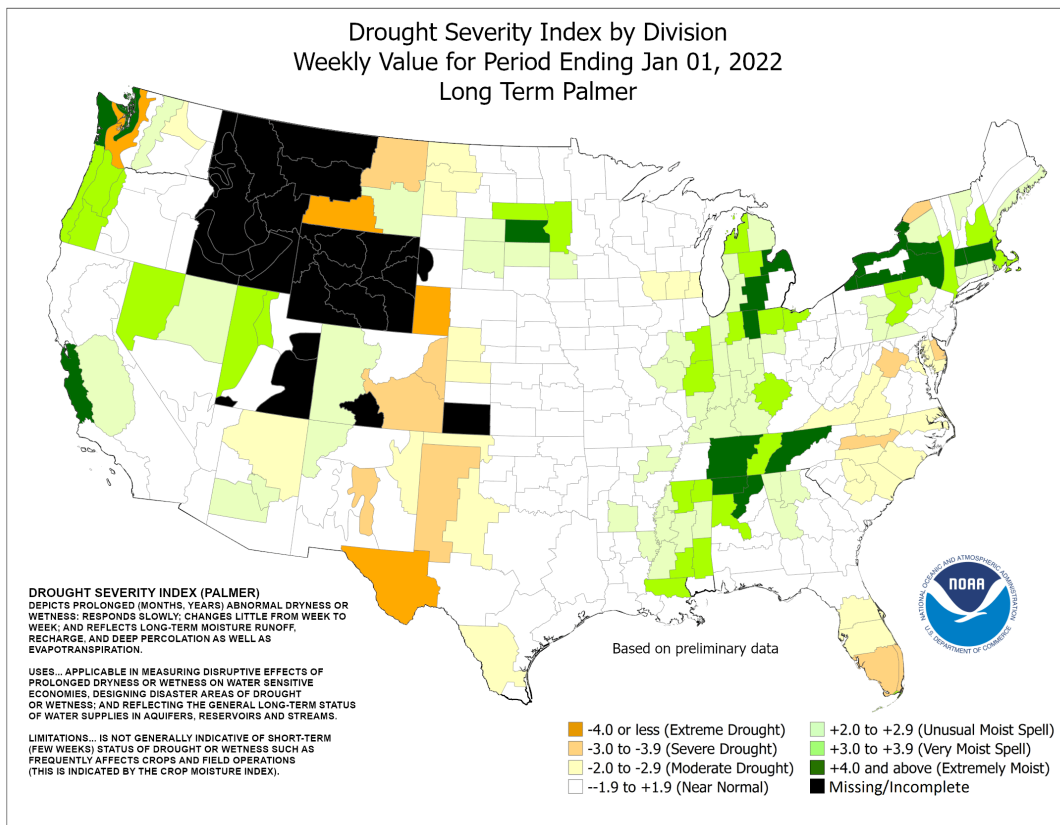 Drought Severity Index by Division
Weekly Value for Period Ending Jan 01, 2022
Long Term Palmer
DROUGHT SEVERITY INDEX (PALMER)
DEPICTS PROLONGED (MONTHS, YEARS) ABNORMAL DRYNESS OR
WETNESS: RESPONDS SLOWLY; CHANGES LITTLE FROM WEEK TO
WEEK; AND REFLECTS LONG-TERM MOISTURE RUNOFF,
RECHARGE, AND DEEP PERCOLATION AS WELL AS
EVAPOTRANSPIRATION.
USES... APPLICABLE IN MEASURING DISRUPTIVE EFFECTS OF
PROLONGED DRYNESS OR WETNESS ON WATER SENSITIVE
ECONOMIES, DESIGNING DISASTER AREAS OF DROUGHT
OR WETNESS; AND REFLECTING THE GENERAL LONG-TERM STATUS
OF WATER SUPPLIES IN AQUIFERS, RESERVOIRS AND STREAMS.
LIMITATIONS... IS NOT GENERALLY INDICATIVE OF SHORT-TERM
(FEW WEEKS) STATUS OF DROUGHT OR WETNESS SUCH AS
FREQUENTLY AFFECTS CROPS AND FIELD OPERATIONS
(THIS IS INDICATED BY THE CROP MOISTURE INDEX).
NATIONAL OCEANIC AND ATMOSPHERIC ADMINISTRATION
NOAA
U.S. DEPARTMENT OF COMMERCE
Based on preliminary data
-4.0 or less (Extreme Drought)
-3.0 to -3.9 (Severe Drought)
-2.0 to -2.9 (Moderate Drought)
--1.9 to +1.9 (Near Normal)
+2.0 to +2.9 (Unusual Moist Spell)
+3.0 to +3.9 (Very Moist Spell)
+4.0 and above (Extremely Moist)
Missing/Incomplete